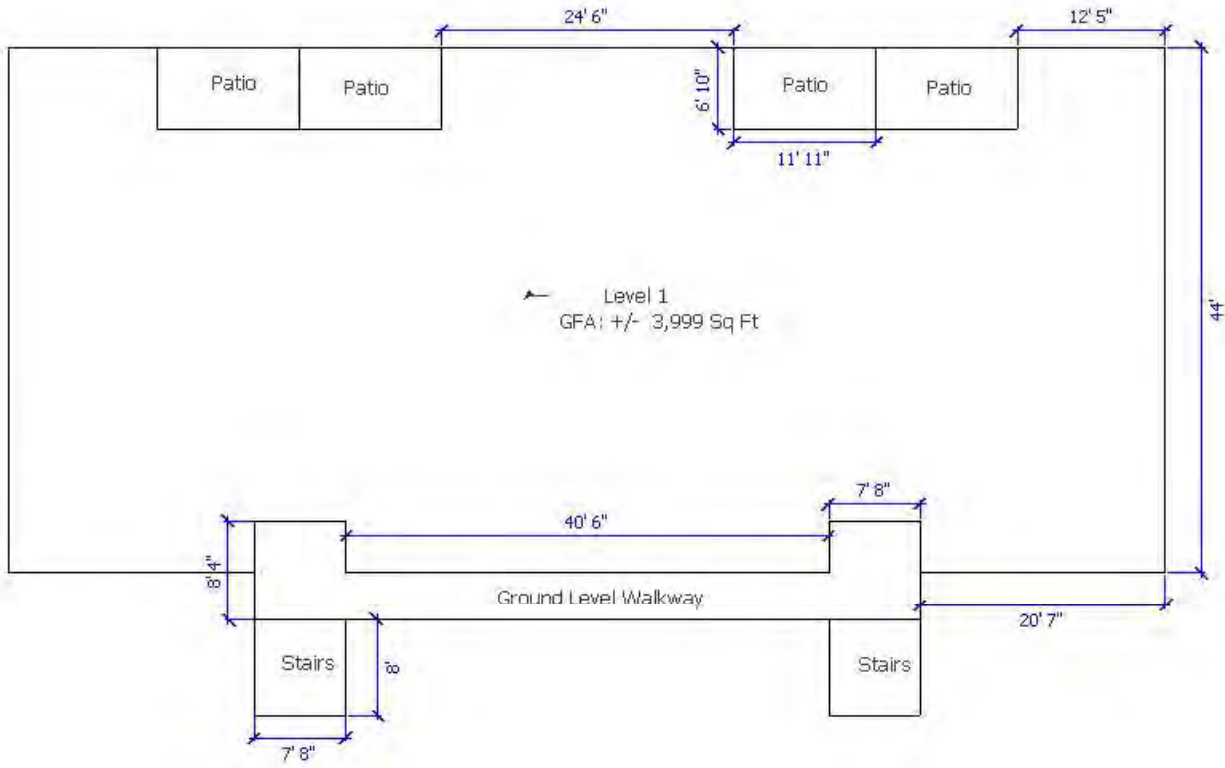 24' 6"
12' 5"
Patio
Patio
Patio
Patio
6' 10"
11' 11"
Level 1
GFA: +/- 3,999 Sq Ft
44'
7' 8"
40' 6"
8' 4"
Ground Level Walkway
20' 7"
Stairs
8'
Stairs
7' 8"